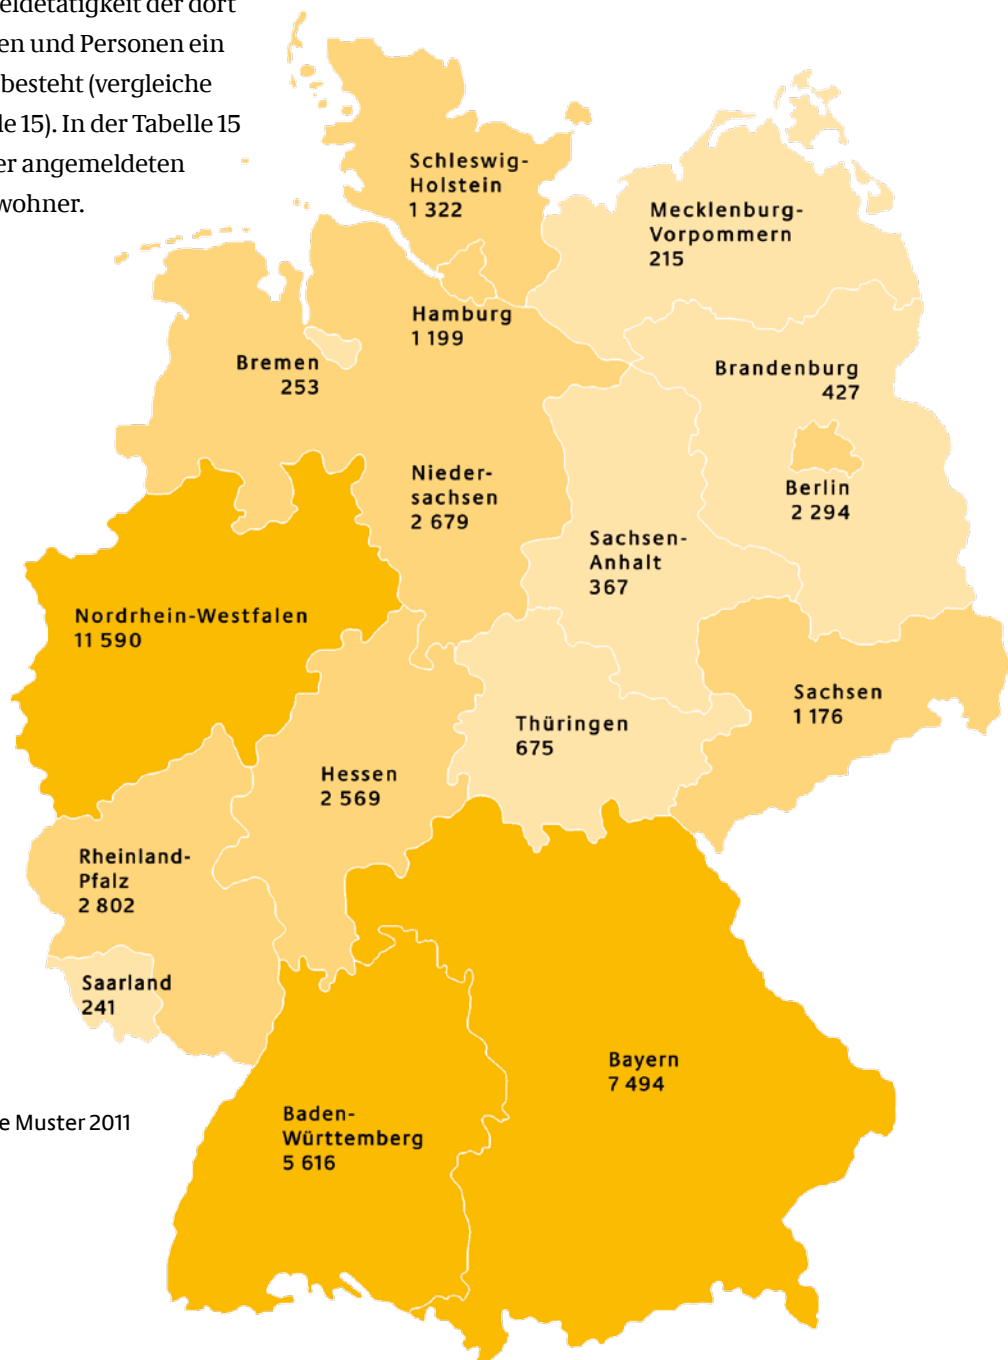 eldetätigkeit der dort
en und Personen ein
besteht (vergleiche
le 15). In der Tabelle 15
er angemeldeten
wohner.
Schleswig-
Holstein
1 322
Mecklenburg-
Vorpommern
215
Hamburg
1 199
Bremen
253
Brandenburg
427
Nieder-
sachsen
2 679
Berlin
2 294
Sachsen-
Anhalt
367
Nordrhein-Westfalen
11 590
Sachsen
1 176
Thüringen
675
Hessen
2 569
Rheinland-
Pfalz
2 802
Saarland
241
Bayern
7 494
Baden-
Württemberg
5 616
e Muster 2011